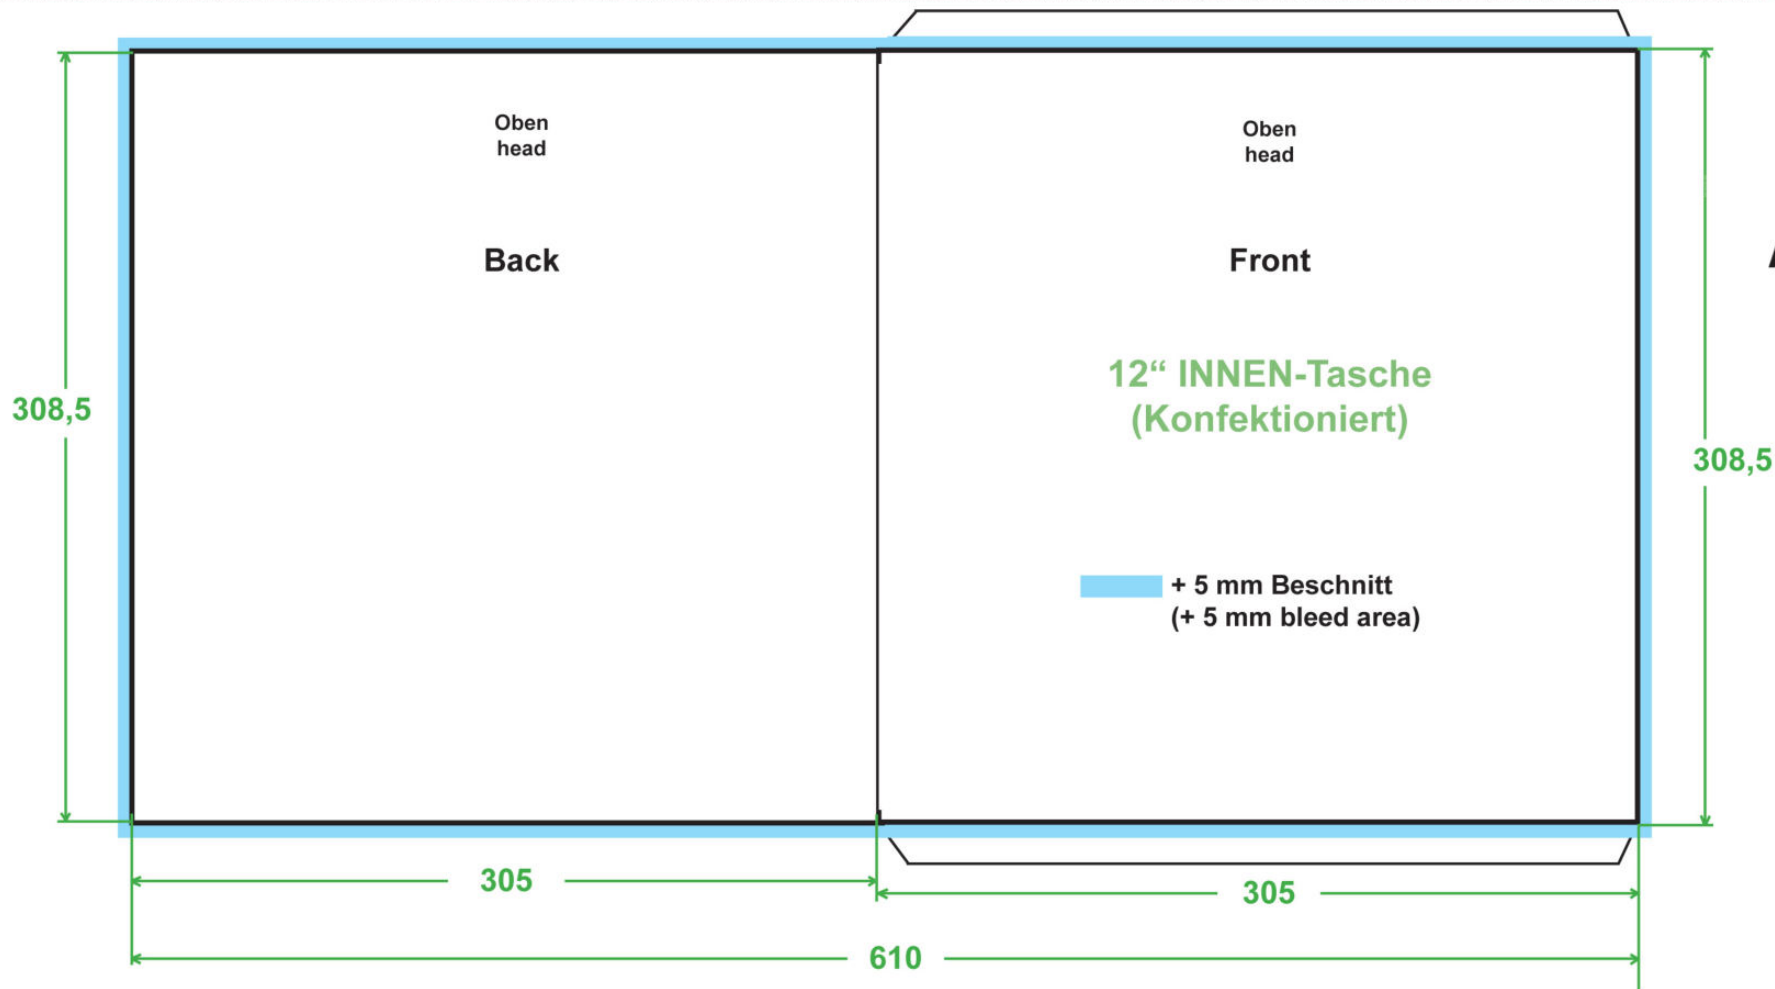 Oben
head
Back
Oben
head
Front
12“ INNEN-Tasche
(Konfektioniert)
+ 5 mm Beschnitt
(+ 5 mm bleed area)
308,5
308,5
305
305
610